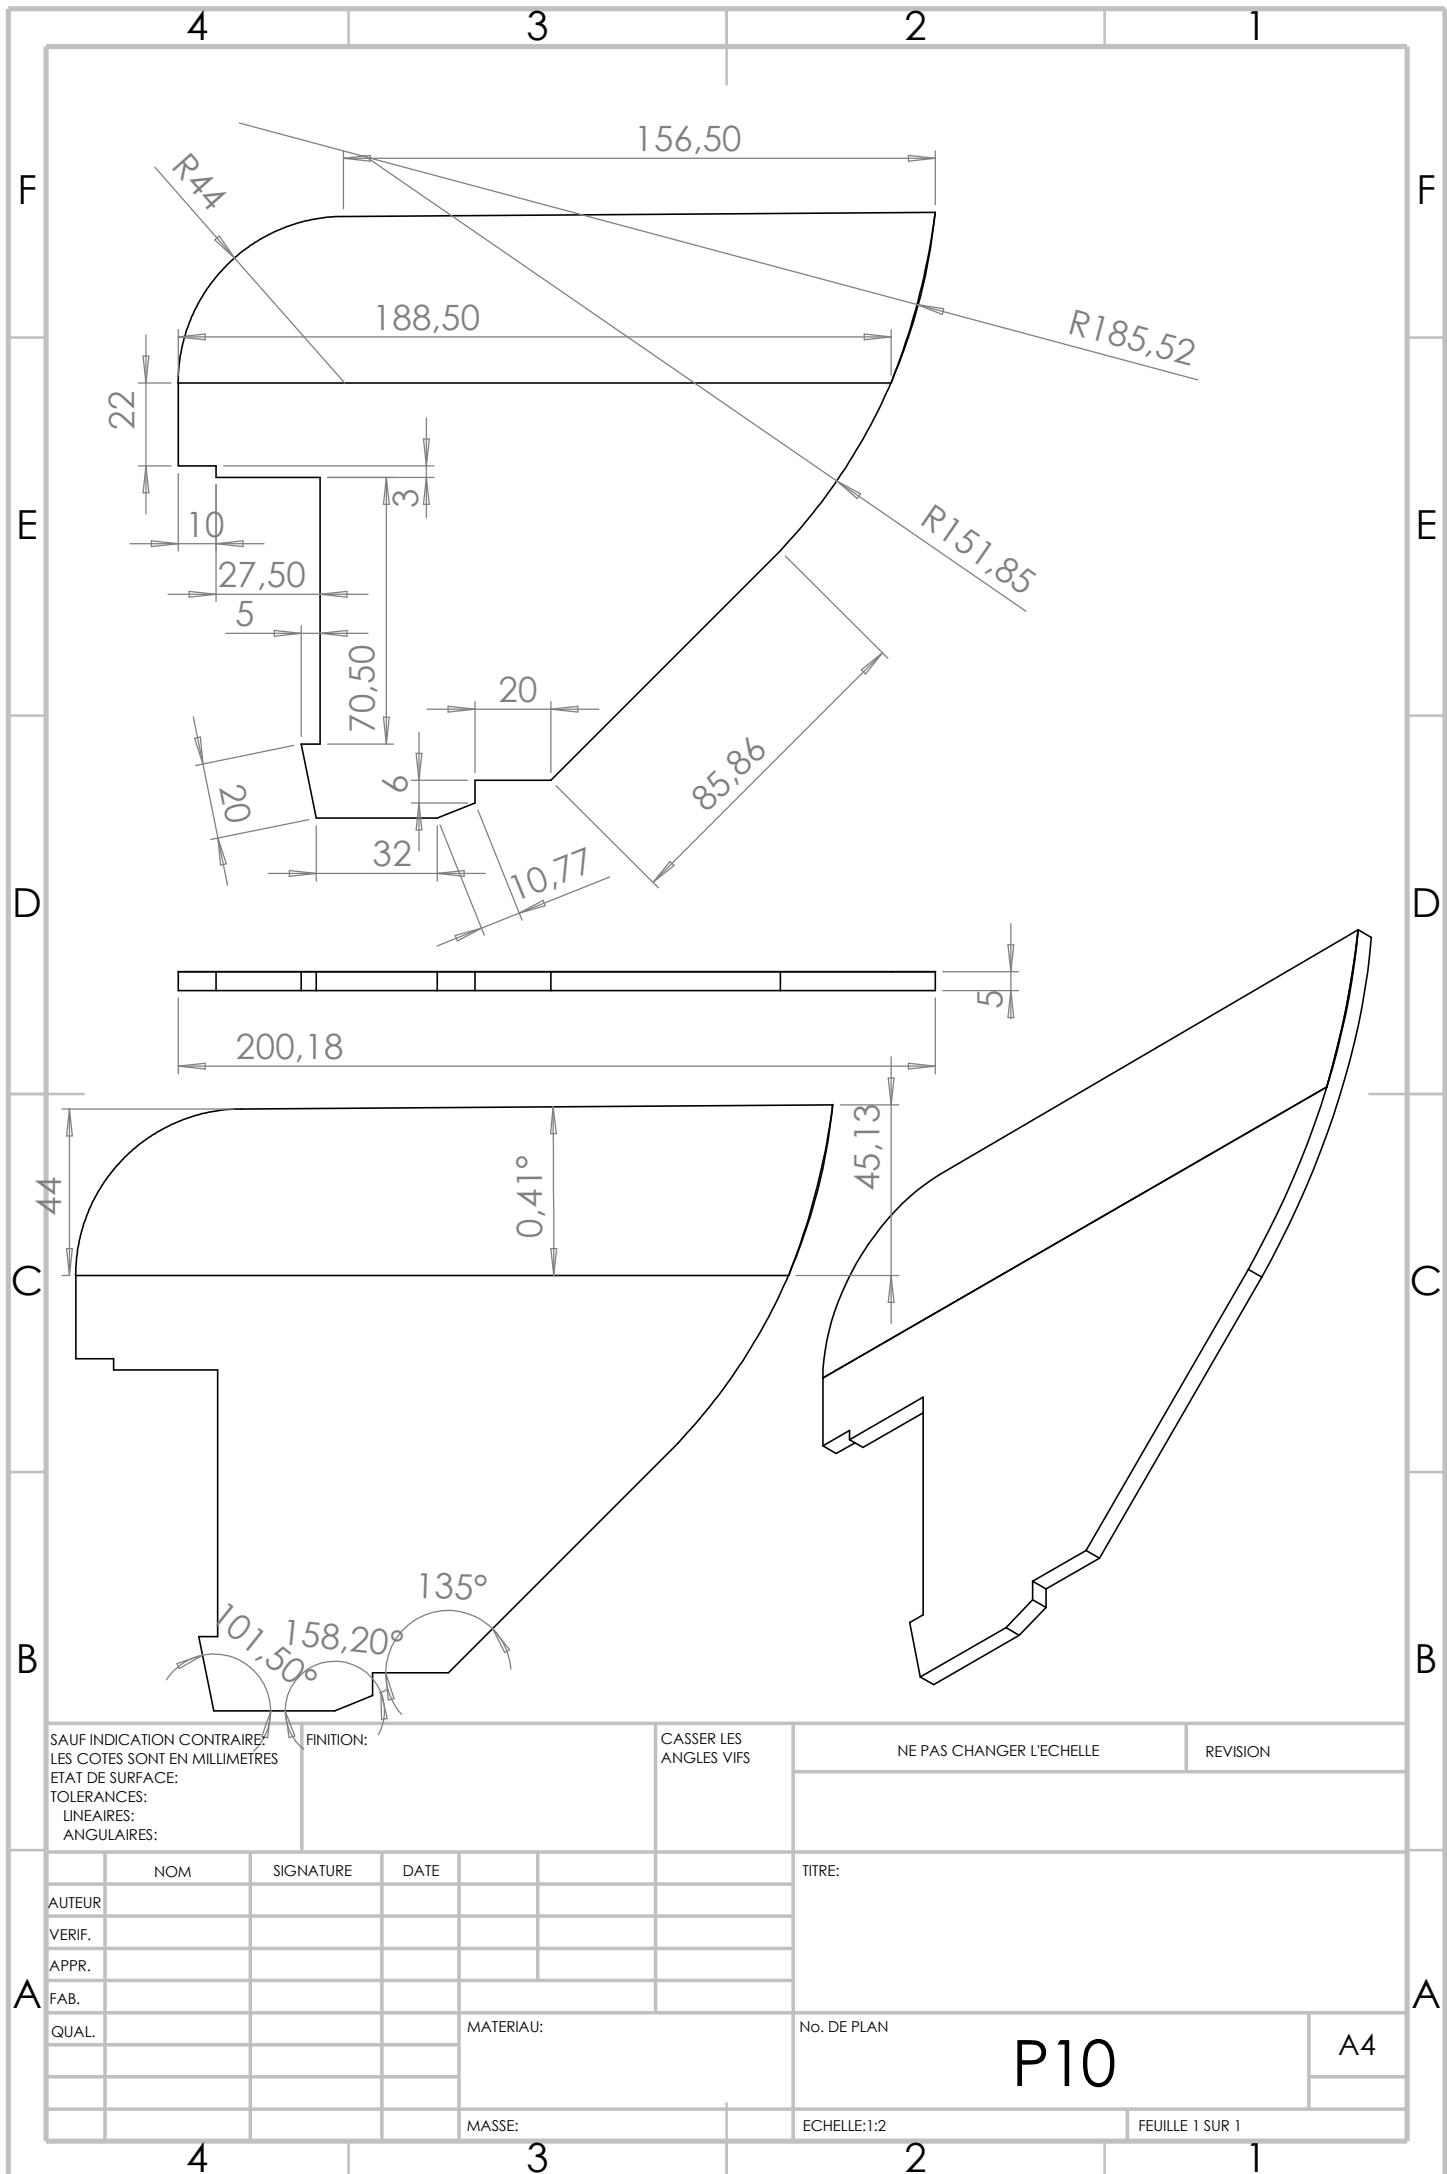 4 3 2 1
F F
156,50
R44
188,50
R185,52
22
3
E E
10
R151,85
27,50
5
70,50
20
85,86
6
20
32
10,77
D D
5
200,18
45,13
44
0,41°
C C
135°
101,50°
158,20°
B B
SAUF INDICATION CONTRAIRE:
LES COTES SONT EN MILLIMETRES
ETAT DE SURFACE:
TOLERANCES:
LINEAIRES:
ANGULAIRES:
FINITION:
CASSER LES
ANGLES VIFS
NE PAS CHANGER L'ECHELLE
REVISION
NOM SIGNATURE DATE
TITRE:
AUTEUR
VERIF.
APPR.
FAB.
QUAL.
A A
MATERIAU:
No. DE PLAN
P10
A4
MASSE:
ECHELLE:1:2
FEUILLE 1 SUR 1
4 3 2 1